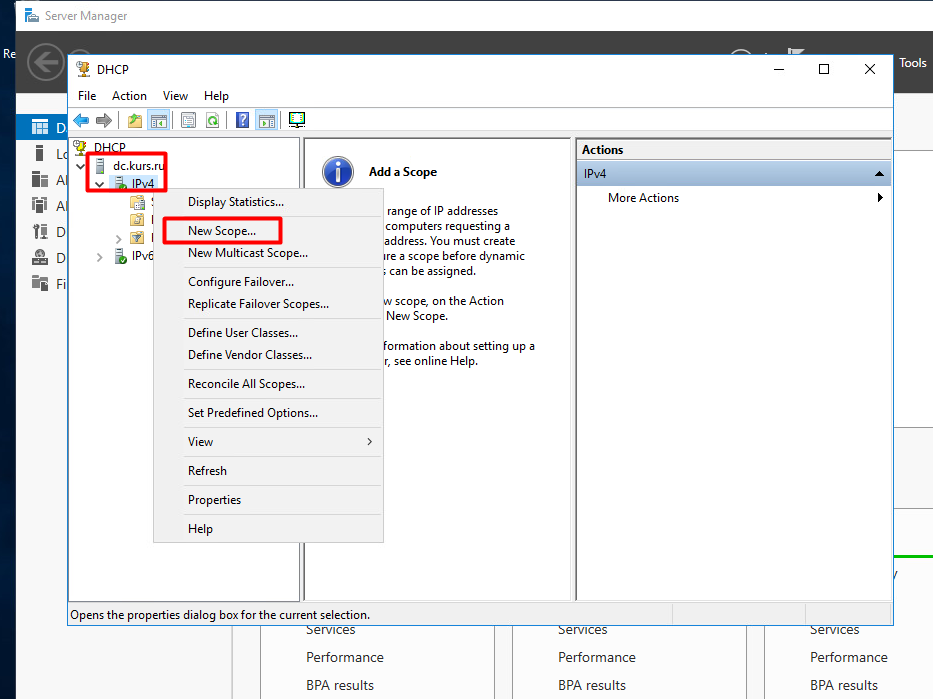 Server Manager
Re
Tools
DHCP
File Action View Help
DHCP
dc.kurs.ru
IPv4
IPv6
Display Statistics...
New Scope...
New Multicast Scope...
Configure Failover...
Replicate Failover Scopes...
Define User Classes...
Define Vendor Classes...
Reconcile All Scopes...
Set Predefined Options...
View
Refresh
Properties
Help
Add a Scope
range of IP addresses
computers requesting a
address. You must create
re a scope before dynamic
s can be assigned.
w scope, on the Action
New Scope.
formation about setting up a
r, see online Help.
Actions
IPv4
More Actions
Opens the properties dialog box for the current selection.
Services Services Services
Performance Performance Performance
BPA results BPA results BPA results